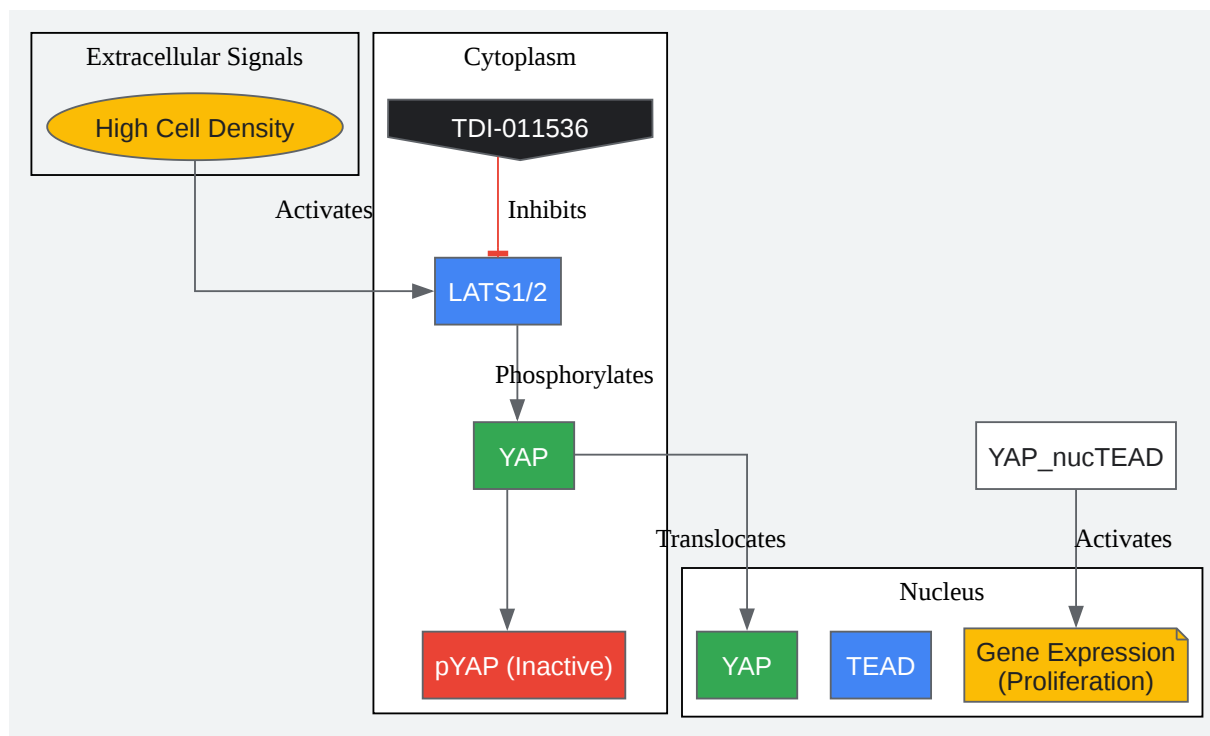 Extracellular Signals
High Cell Density
Cytoplasm
TDI-011536
Activates
Inhibits
LATS1/2
Phosphorylates
YAP
YAP_nucTEAD
Translocates
Activates
Nucleus
pYAP (Inactive)
YAP
TEAD
Gene Expression
(Proliferation)